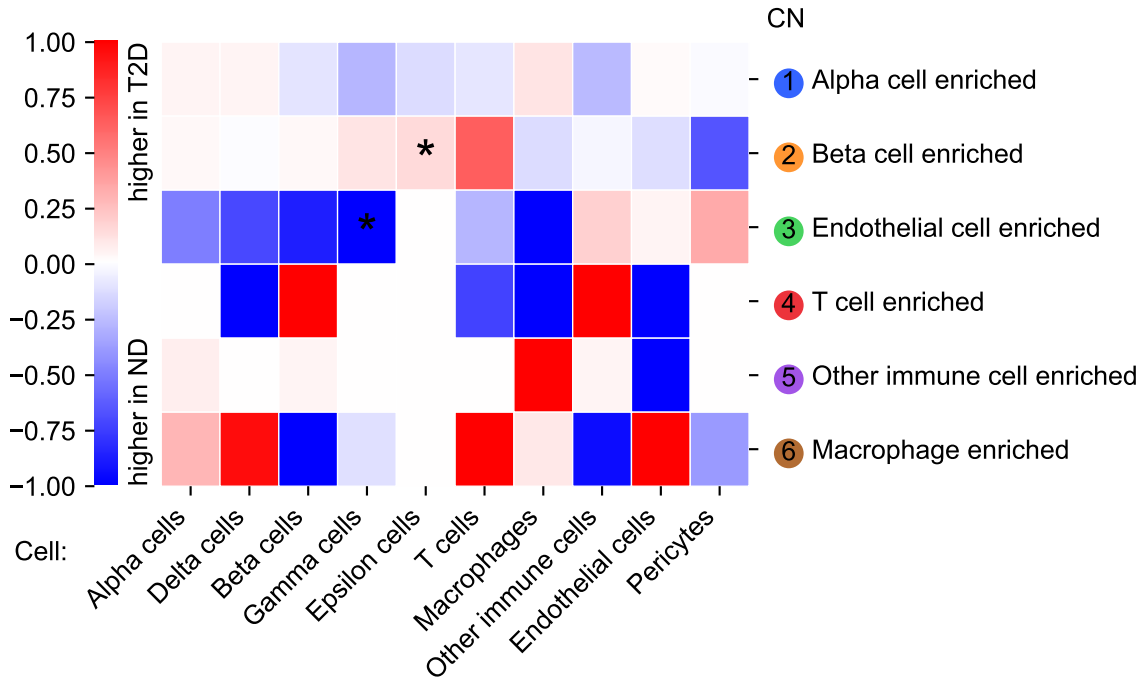 CN
1.00
0.75
0.50
0.25
0.00
−0.25
−0.50
−0.75
−1.00
higher in T2D
higher in ND
*
*
1 Alpha cell enriched
2 Beta cell enriched
3 Endothelial cell enriched
4 T cell enriched
5 Other immune cell enriched
6 Macrophage enriched
Cell:
Alpha cells
Delta cells
Beta cells
Gamma cells
Epsilon cells
T cells
Macrophages
Other immune cells
Endothelial cells
Pericytes